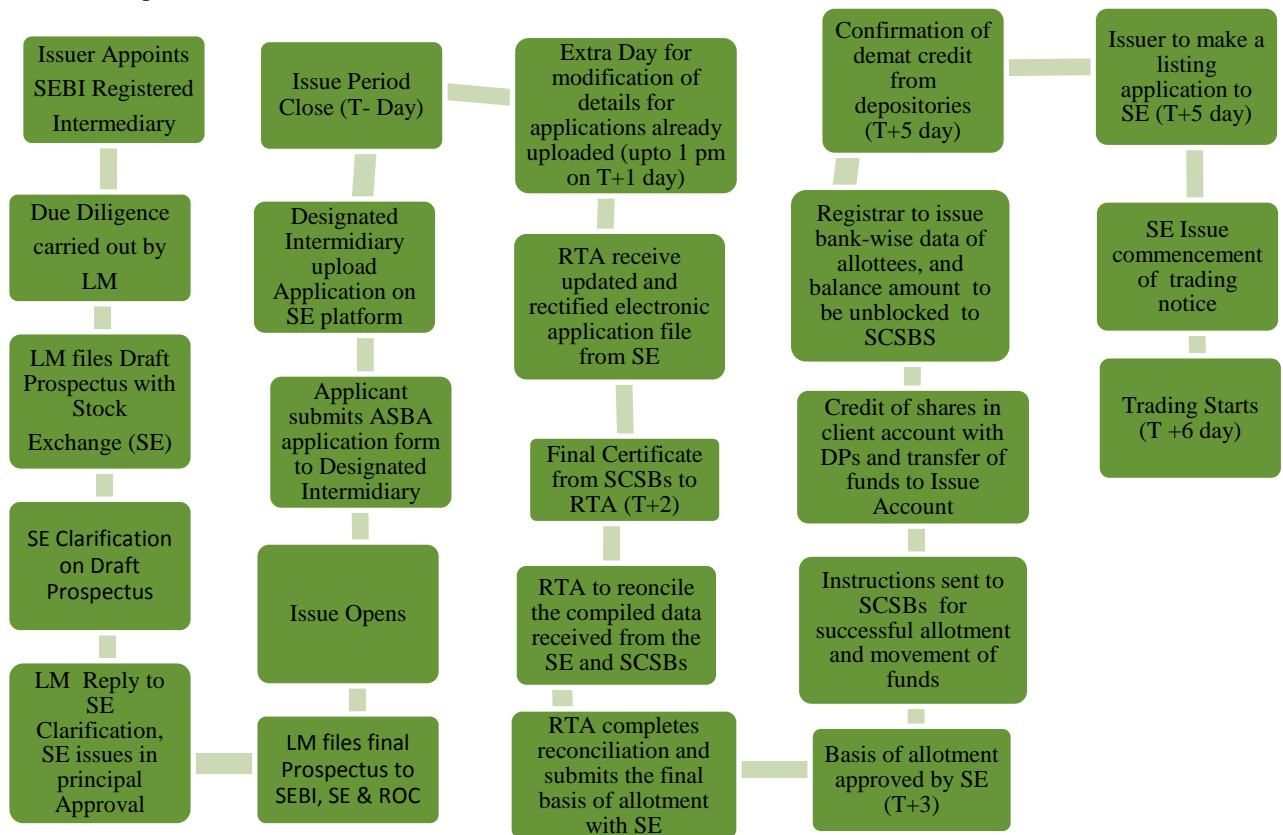 Issuer Appoints
SEBI Registered
Intermediary
Due Diligence
carried out by
LM
LM files Draft
Prospectus with
Stock
Exchange (SE)
SE Clarification
on Draft
Prospectus
LM Reply to
SE
Clarification,
SE issues in
principal
Approval
LM files final
Prospectus to
SEBI, SE & ROC
Issue Opens
Applicant
submits ASBA
application form
to Designated
Intermidiary
Designated
Intermidiary
upload
Application on
SE platform
Issue Period
Close (T- Day)
Extra Day for
modification of
details for
applications already
uploaded (upto 1 pm
on T+1 day)
RTA receive
updated and
rectified electronic
application file
from SE
Final Certificate
from SCSBs to
RTA (T+2)
RTA to reconcile
the compiled data
received from the
SE and SCSBs
RTA completes
reconciliation and
submits the final
basis of allotment
with SE
Basis of allotment
approved by SE
(T+3)
Instructions sent to
SCSBs for
successful allotment
and movement of
funds
Credit of shares in
client account with
DPs and transfer of
funds to Issue
Account
Registrar to issue
bank-wise data of
allottees, and
balance amount to
be unblocked to
SCSBS
Confirmation of
demat credit
from
depositories
(T+5 day)
Issuer to make a
listing
application to
SE (T+5 day)
SE Issue
commencement
of trading
notice
Trading Starts
(T +6 day)